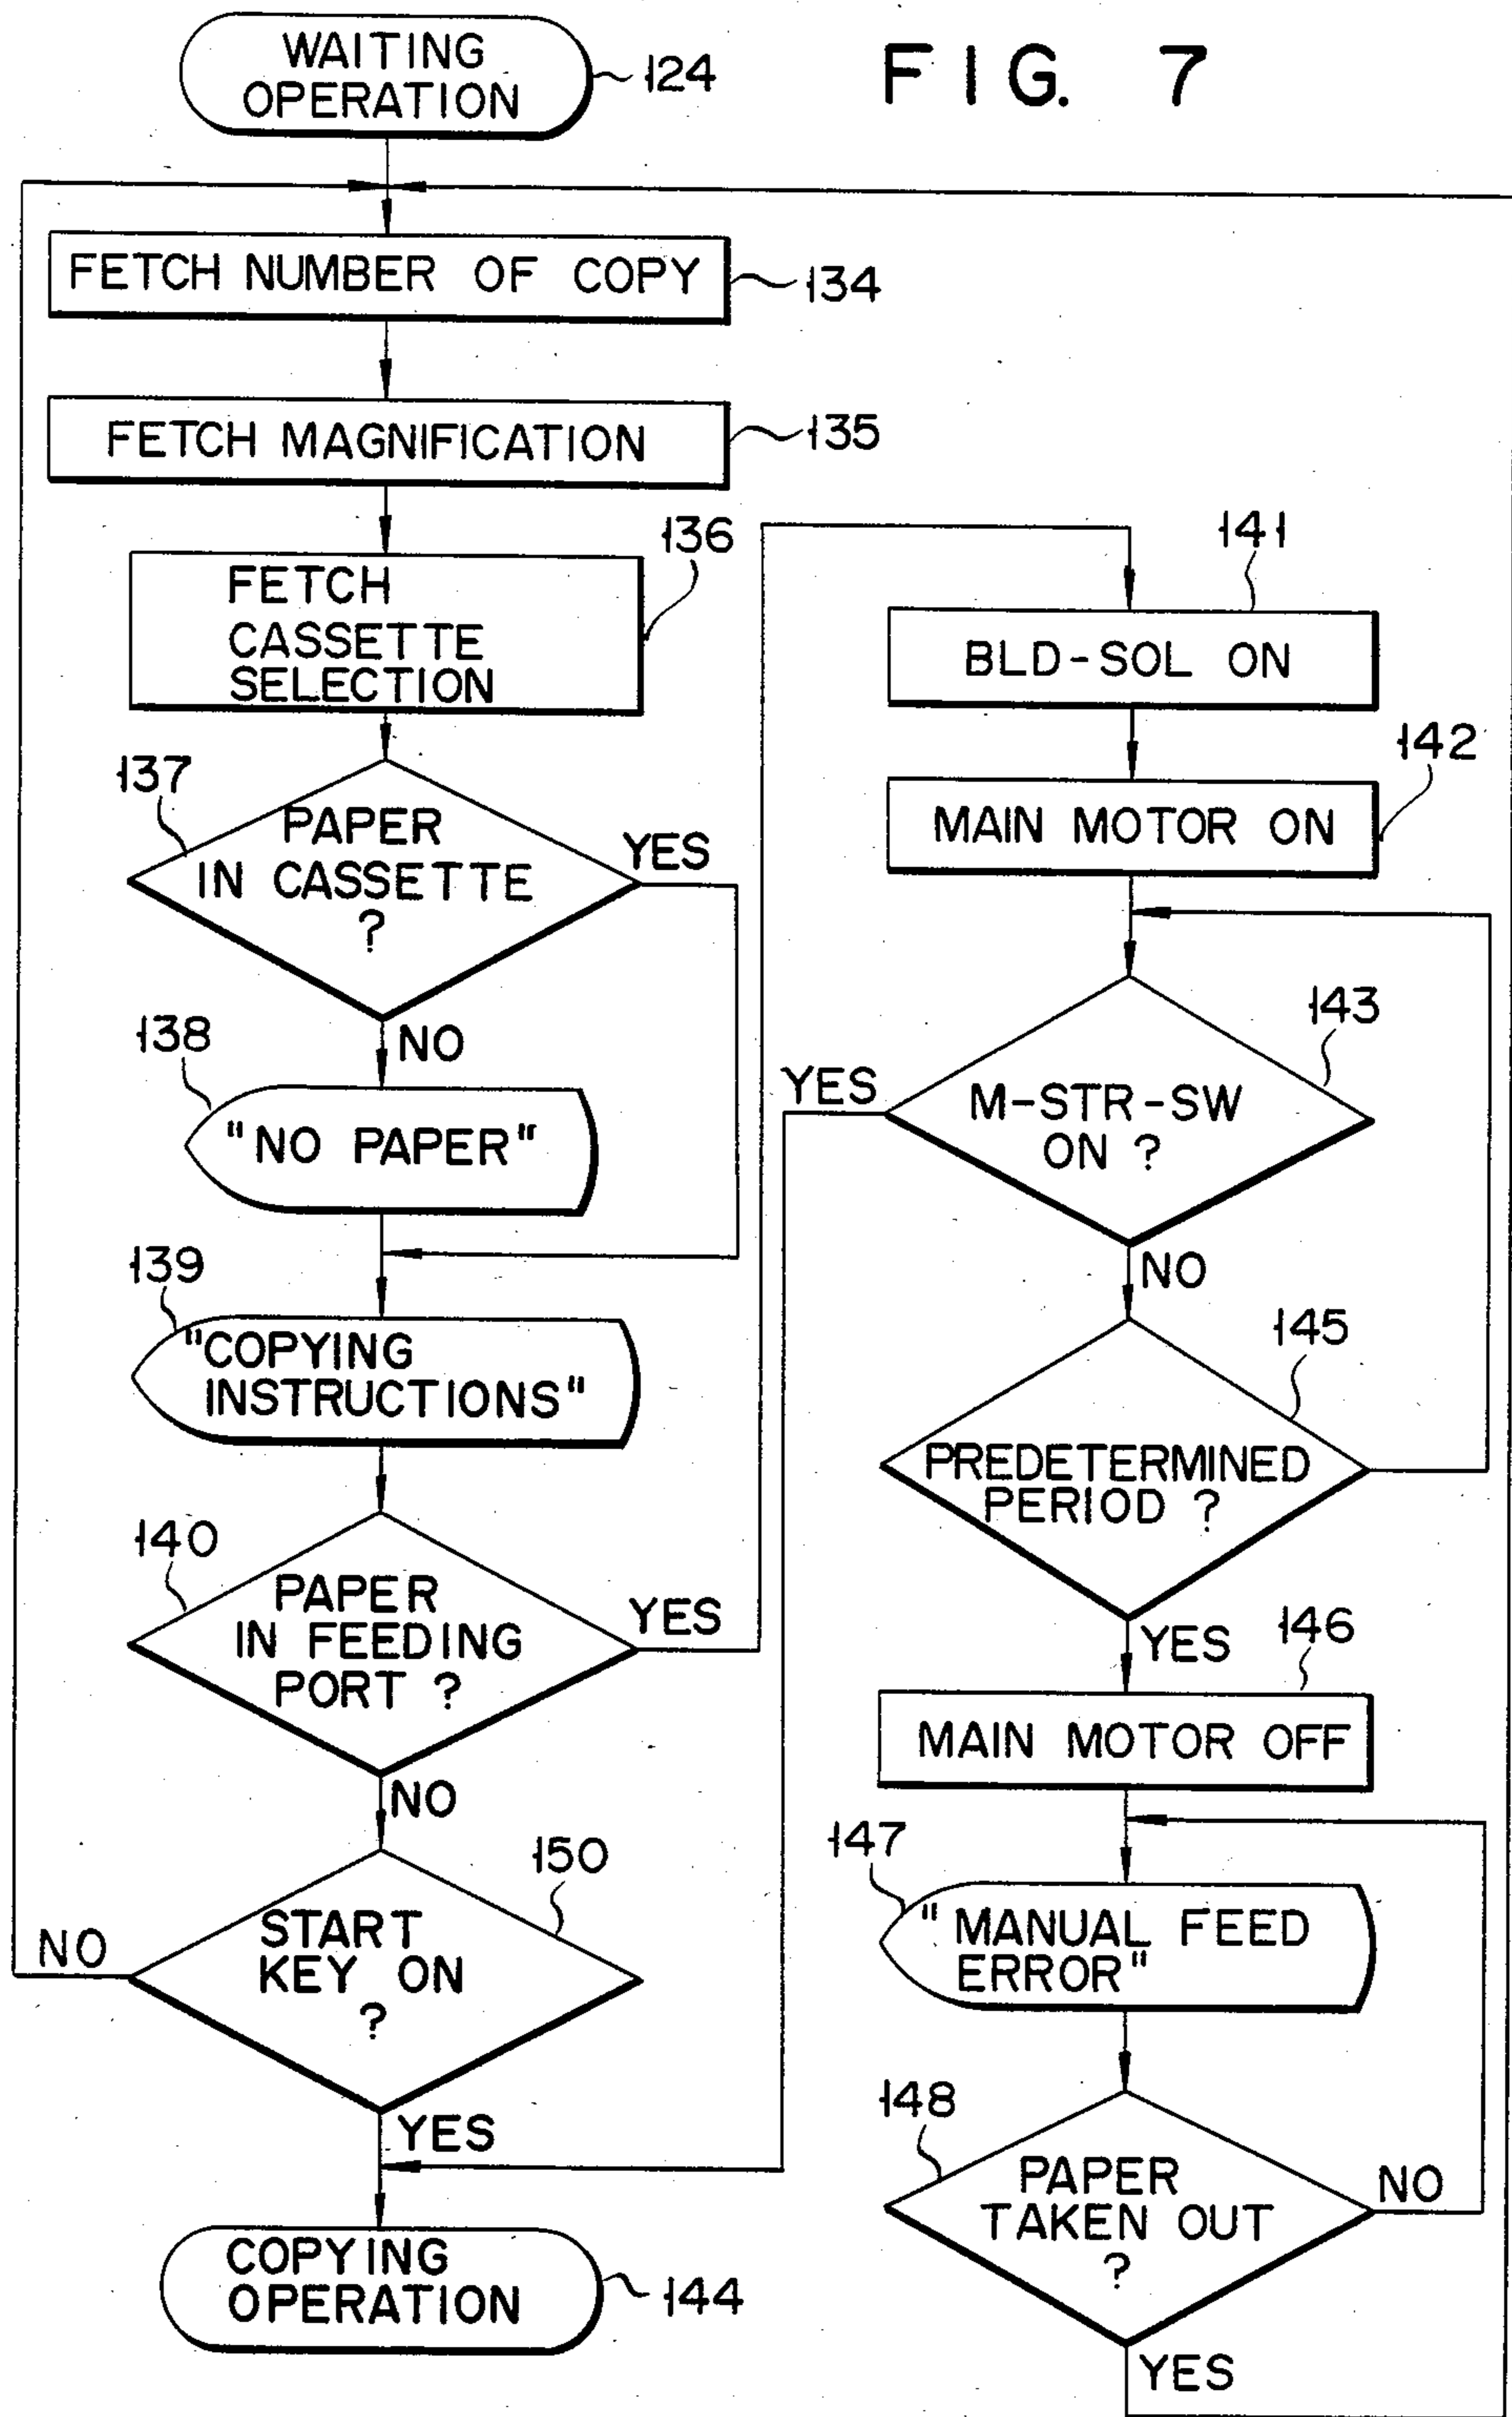 FIG. 7
WAITING
OPERATION
124
FETCH NUMBER OF COPY
134
FETCH MAGNIFICATION
135
FETCH
CASSETTE
SELECTION
136
137
PAPER
IN CASSETTE
?
YES
NO
138
"NO PAPER"
139
"COPYING
INSTRUCTIONS"
140
PAPER
IN FEEDING
PORT ?
YES
NO
150
START
KEY ON
?
NO
YES
COPYING
OPERATION
144
141
BLD-SOL ON
142
MAIN MOTOR ON
143
M-STR-SW
ON ?
YES
NO
145
PREDETERMINED
PERIOD ?
YES
146
MAIN MOTOR OFF
147
"MANUAL FEED
ERROR"
148
PAPER
TAKEN OUT
?
NO
YES